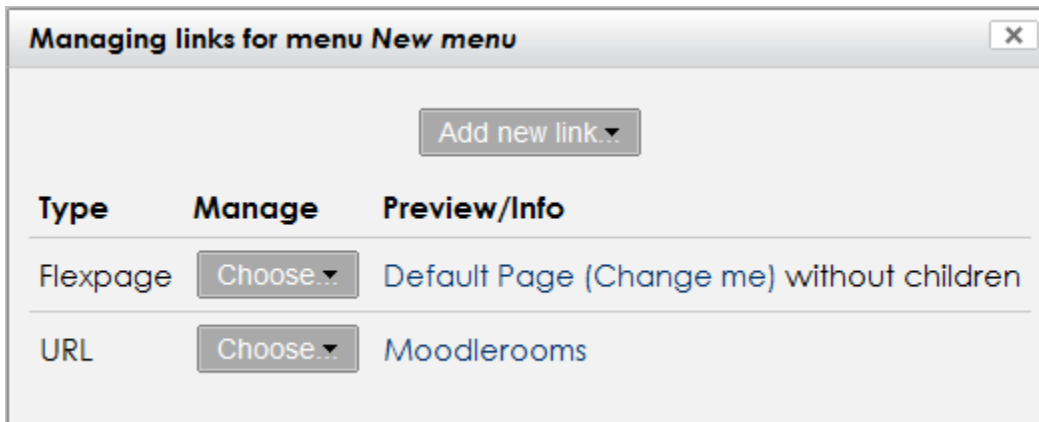 Managing links for menu New menu
Add new link...
Type Manage Preview/Info
Flexpage Choose... Default Page (Change me) without children
URL Choose... Moodlerooms